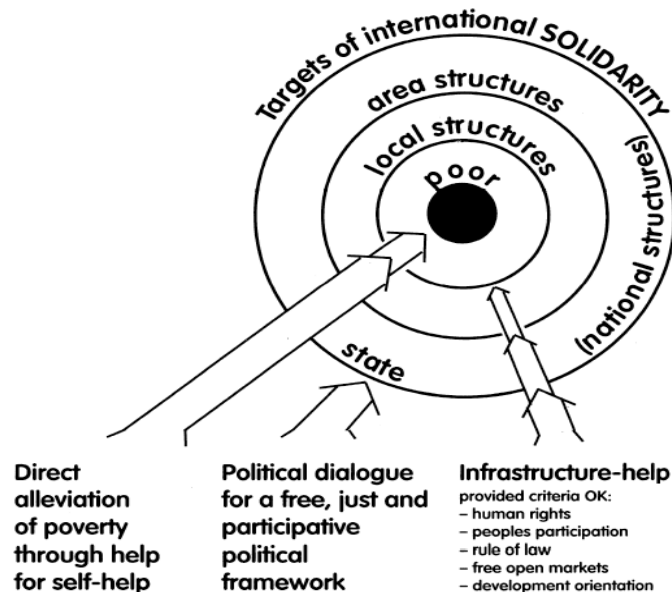 Targets of international SOLIDARITY
area structures
local structures
poor
(national structures)
state
Direct
alleviation
of poverty
through help
for self-help
Political dialogue
for a free, just and
participative
political
framework
Infrastructure-help
provided criteria OK:
– human rights
– peoples participation
– rule of law
– free open markets
– development orientation